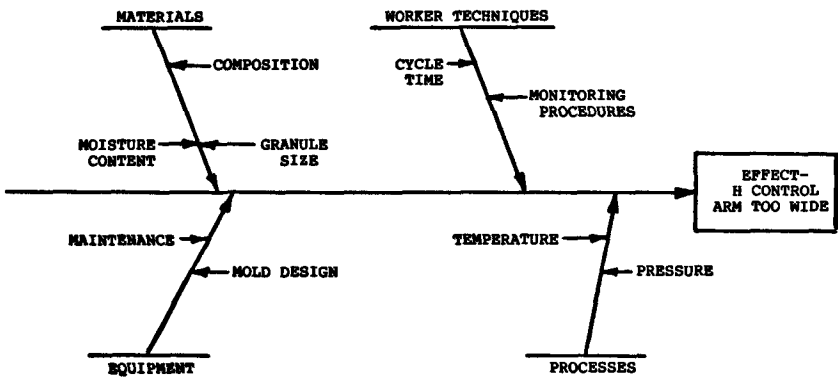 MATERIALS
WORKER TECHNIQUES
COMPOSITION
CYCLE
TIME
MONITORING
PROCEDURES
MOISTURE
CONTENT
GRANULE
SIZE
EFFECT-
H CONTROL
ARM TOO WIDE
MAINTENANCE
MOLD DESIGN
TEMPERATURE
PRESSURE
EQUIPMENT
PROCESSES